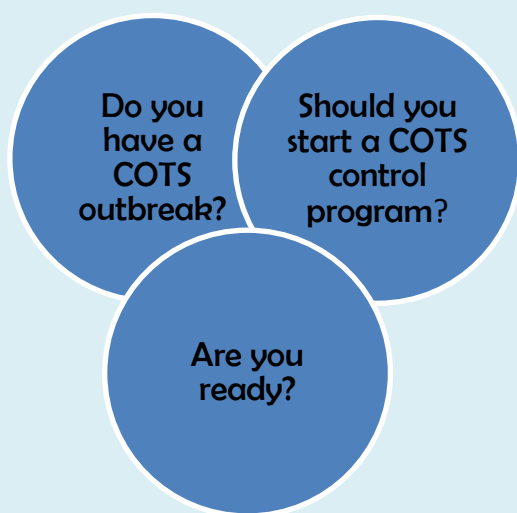 Do you
have a
COTS
outbreak?
Should you
start a COTS
control
program?
Are you
ready?